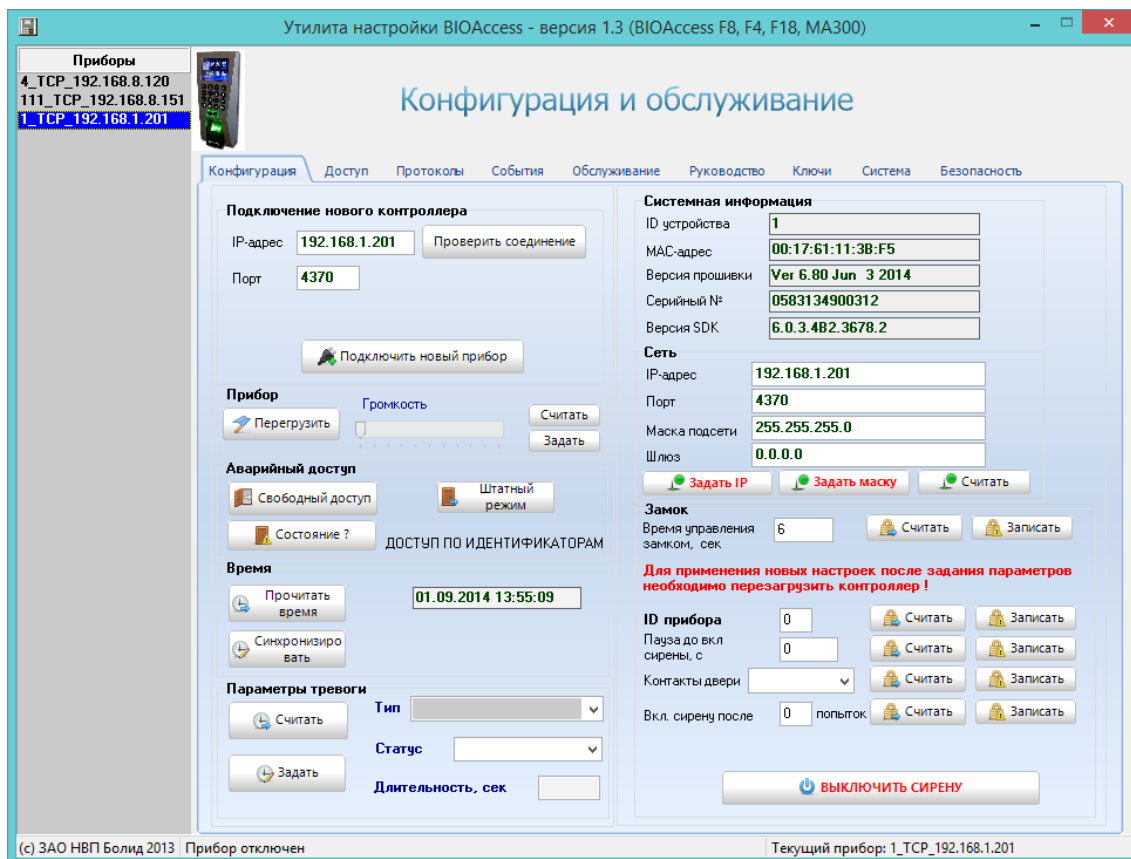 Утилита настройки BIOAccess - версия 1.3 (BIOAccess F8, F4, F18, MA300)
Приборы
4_TCP_192.168.8.120
111_TCP_192.168.8.151
1_TCP_192.168.1.201
Конфигурация и обслуживание
Конфигурация Доступ Протоколы События Обслуживание Руководство Ключи Система Безопасность
Подключение нового контроллера
IP-адрес 192.168.1.201 Проверить соединение
Порт 4370
Подключить новый прибор
Прибор
Перегрузить
Громкость
Считать
Задать
Аварийный доступ
Свободный доступ
Штатный
режим
Состояние ?
ДОСТУП ПО ИДЕНТИФИКАТОРАМ
Время
Прочитать
время
01.09.2014 13:55:09
Синхронизиро
вать
Параметры тревоги
Считать
Тип
Статус
Задать
Длительность, сек
Системная информация
ID устройства 1
MAC-адрес 00:17:61:11:3B:F5
Версия прошивки Ver 6.80 Jun 3 2014
Серийный № 0583134900312
Версия SDK 6.0.3.4B2.3678.2
Сеть
IP-адрес 192.168.1.201
Порт 4370
Маска подсети 255.255.255.0
Шлюз 0.0.0.0
Задать IP Задать маску Считать
Замок
Время управления
замком, сек
6 Считать Записать
Для применения новых настроек после задания параметров
необходимо перезагрузить контроллер !
ID прибора 0 Считать Записать
Пауза до вкл
сирены, с
0 Считать Записать
Контакты двери Считать Записать
Вкл. сирену после 0 попыток Считать Записать
ВЫКЛЮЧИТЬ СИРЕНУ
(c) ЗАО НВП Болид 2013 Прибор отключен Текущий прибор: 1_TCP_192.168.1.201